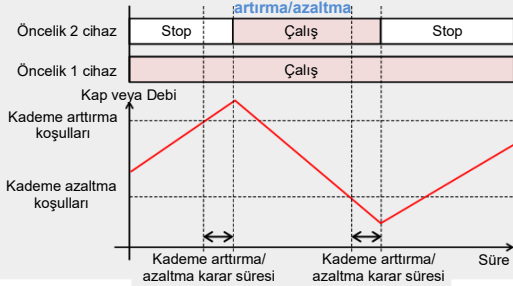 artırma/azaltma
Öncelik 2 cihaz
Stop
Çalış
Stop
Öncelik 1 cihaz
Çalış
Kap veya Debi
Kademe arttırma
koşulları
Kademe azaltma
koşulları
Kademe arttırma/
azaltma karar süresi
Kademe arttırma/
azaltma karar süresi
Süre